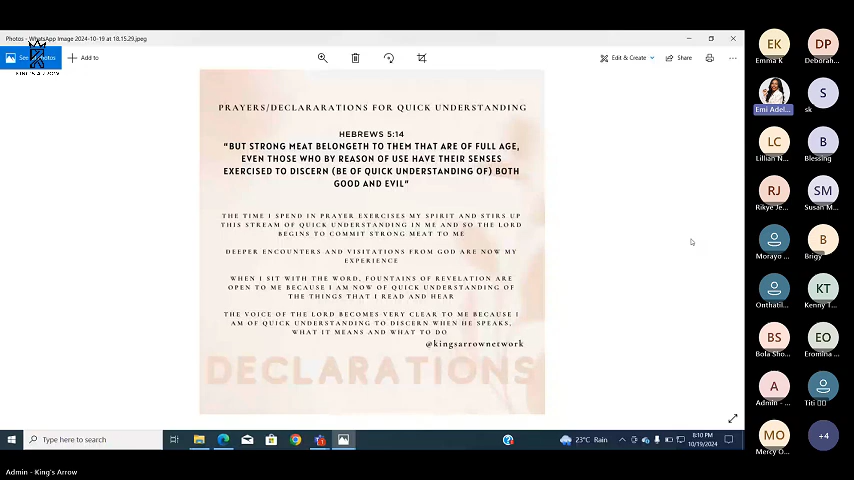 Photos - WhatsApp Image 2024-10-19 at 18.15.29.jpeg
Add to
Edit & Create
Share
KING'S ARROW
PRAYERS/DECLARARATIONS FOR QUICK UNDERSTANDING
HEBREWS 5:14
"BUT STRONG MEAT BELONGETH TO THEM THAT ARE OF FULL AGE,
EVEN THOSE WHO BY REASON OF USE HAVE THEIR SENSES
EXERCISED TO DISCERN (BE OF QUICK UNDERSTANDING OF) BOTH
GOOD AND EVIL"
THE TIME I SPEND IN PRAYER EXERCISES MY SPIRIT AND STIRS UP
THIS STREAM OF QUICK UNDERSTANDING IN ME AND SO THE LORD
BEGINS TO COMMIT STRONG MEAT TO ME
DEEPER ENCOUNTERS AND VISITATIONS FROM GOD ARE NOW MY
EXPERIENCE
WHEN I SIT WITH THE WORD, FOUNTAINS OF REVELATION ARE
OPEN TO ME BECAUSE I AM NOW OF QUICK UNDERSTANDING OF
THE THINGS THAT I READ AND HEAR
THE VOICE OF THE LORD BECOMES VERY CLEAR TO ME BECAUSE I
AM OF QUICK UNDERSTANDING TO DISCERN WHEN HE SPEAKS,
WHAT IT MEANS AND WHAT TO DO
@kingsarrownetwork
DECLARATIONS
EK
Emma K
DP
Deborah...
Emi Adel...
S
sk
LC
Lillian N...
B
Blessing
RJ
Rikye Je...
SM
Susan M...
Morayo ...
B
Brigy
Onthatil...
KT
Kenny T...
BS
Bola Sho...
EO
Eromina ...
A
Admin - ...
Titi
MO
Mercy O...
+4
Type here to search
23°C Rain
8:10 PM
10/19/2024
Admin - King's Arrow